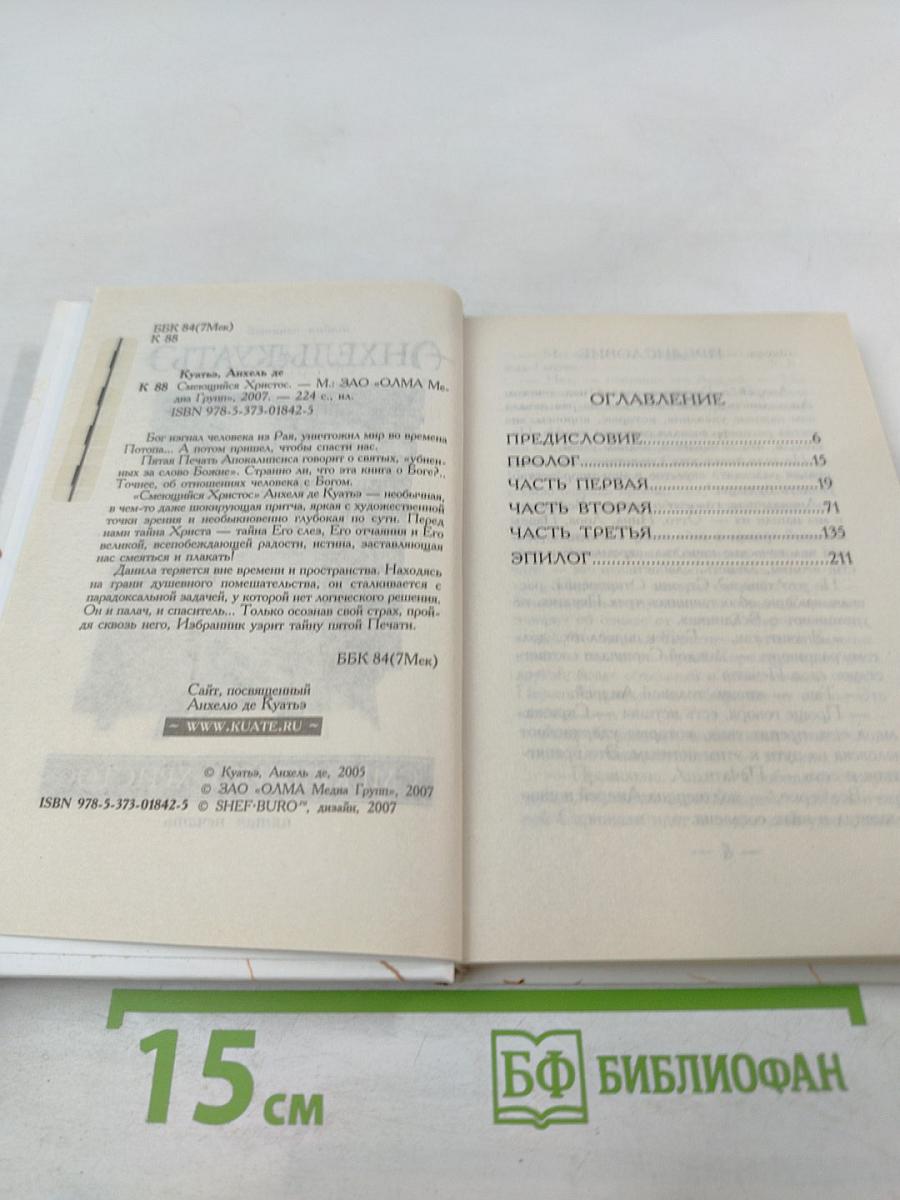 ББК 84(7Мек)
К 88
Куатьэ, Анхель де
К 88 Смеющийся Христос. — М.: ЗАО «ОЛМА Ме-
диа Групп», 2007. — 224 с., ил.
ISBN 978-5-373-01842-5
Бог изгнал человека из Рая, уничтожил мир во времена
Потопа... А потом пришел, чтобы спасти нас.
Пятая Печать Апокалипсиса говорит о святых, «убиен-
ных за слово Божие». Странно ли, что эта книга о Боге?..
Точнее, об отношениях человека с Богом.
«Смеющийся Христос» Анхеля де Куатьэ — необычная,
в чем-то даже шокирующая притча, яркая с художественной
точки зрения и необыкновенно глубокая по сути. Перед
нами тайна Христа — тайна Его слез, Его отчаяния и Его
великой, всепобеждающей радости, истина, заставляющая
нас смеяться и плакать!
Данила теряется вне времени и пространства. Находясь
на грани душевного помешательства, он сталкивается с
парадоксальной задачей, у которой нет логического решения.
Он и палач, и спаситель... Только осознав свой страх, прой-
дя сквозь него, Избранник узрит тайну пятой Печати.
ББК 84(7Мек)
Сайт, посвященный
Анхелю де Куатьэ
~ WWW.KUATE.RU ~
© Куатьэ, Анхель де, 2005
© ЗАО «ОЛМА Медиа Групп», 2007
ISBN 978-5-373-01842-5 © SHEF-BURO™, дизайн, 2007
ОГЛАВЛЕНИЕ
ПРЕДИСЛОВИЕ...............................6
ПРОЛОГ..........................................15
ЧАСТЬ ПЕРВАЯ..............................19
ЧАСТЬ ВТОРАЯ..............................71
ЧАСТЬ ТРЕТЬЯ..............................135
ЭПИЛОГ..........................................211
15 см
БФ БИБЛИОФАН